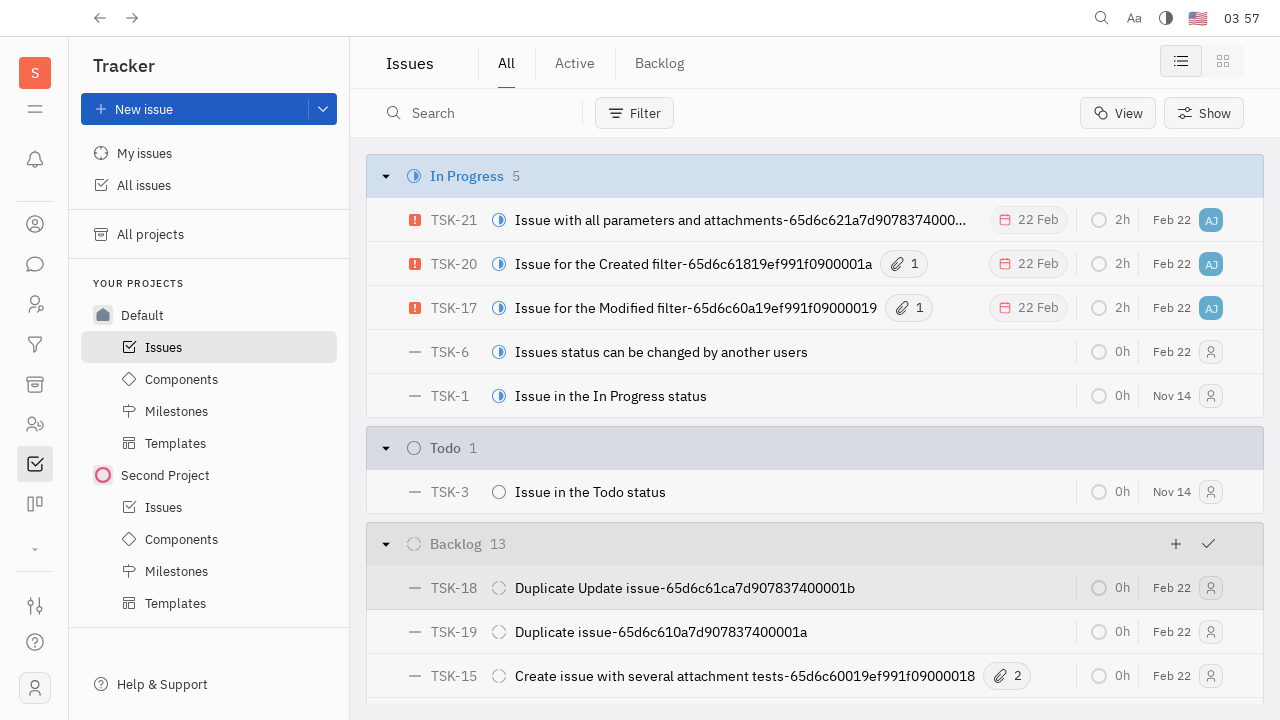 Aa
03 57
S
Tracker
New issue
My issues
All issues
All projects
YOUR PROJECTS
Default
Issues
Components
Milestones
Templates
Second Project
Issues
Components
Milestones
Templates
Help & Support
Issues
All
Active
Backlog
Search
Filter
View
Show
In Progress 5
TSK-21 Issue with all parameters and attachments-65d6c621a7d9078374000... 22 Feb 2h Feb 22 AJ
TSK-20 Issue for the Created filter-65d6c61819ef991f0900001a 1 22 Feb 2h Feb 22 AJ
TSK-17 Issue for the Modified filter-65d6c60a19ef991f09000019 1 22 Feb 2h Feb 22 AJ
TSK-6 Issues status can be changed by another users 0h Feb 22
TSK-1 Issue in the In Progress status 0h Nov 14
Todo 1
TSK-3 Issue in the Todo status 0h Nov 14
Backlog 13
TSK-18 Duplicate Update issue-65d6c61ca7d907837400001b 0h Feb 22
TSK-19 Duplicate issue-65d6c610a7d907837400001a 0h Feb 22
TSK-15 Create issue with several attachment tests-65d6c60019ef991f09000018 2 0h Feb 22